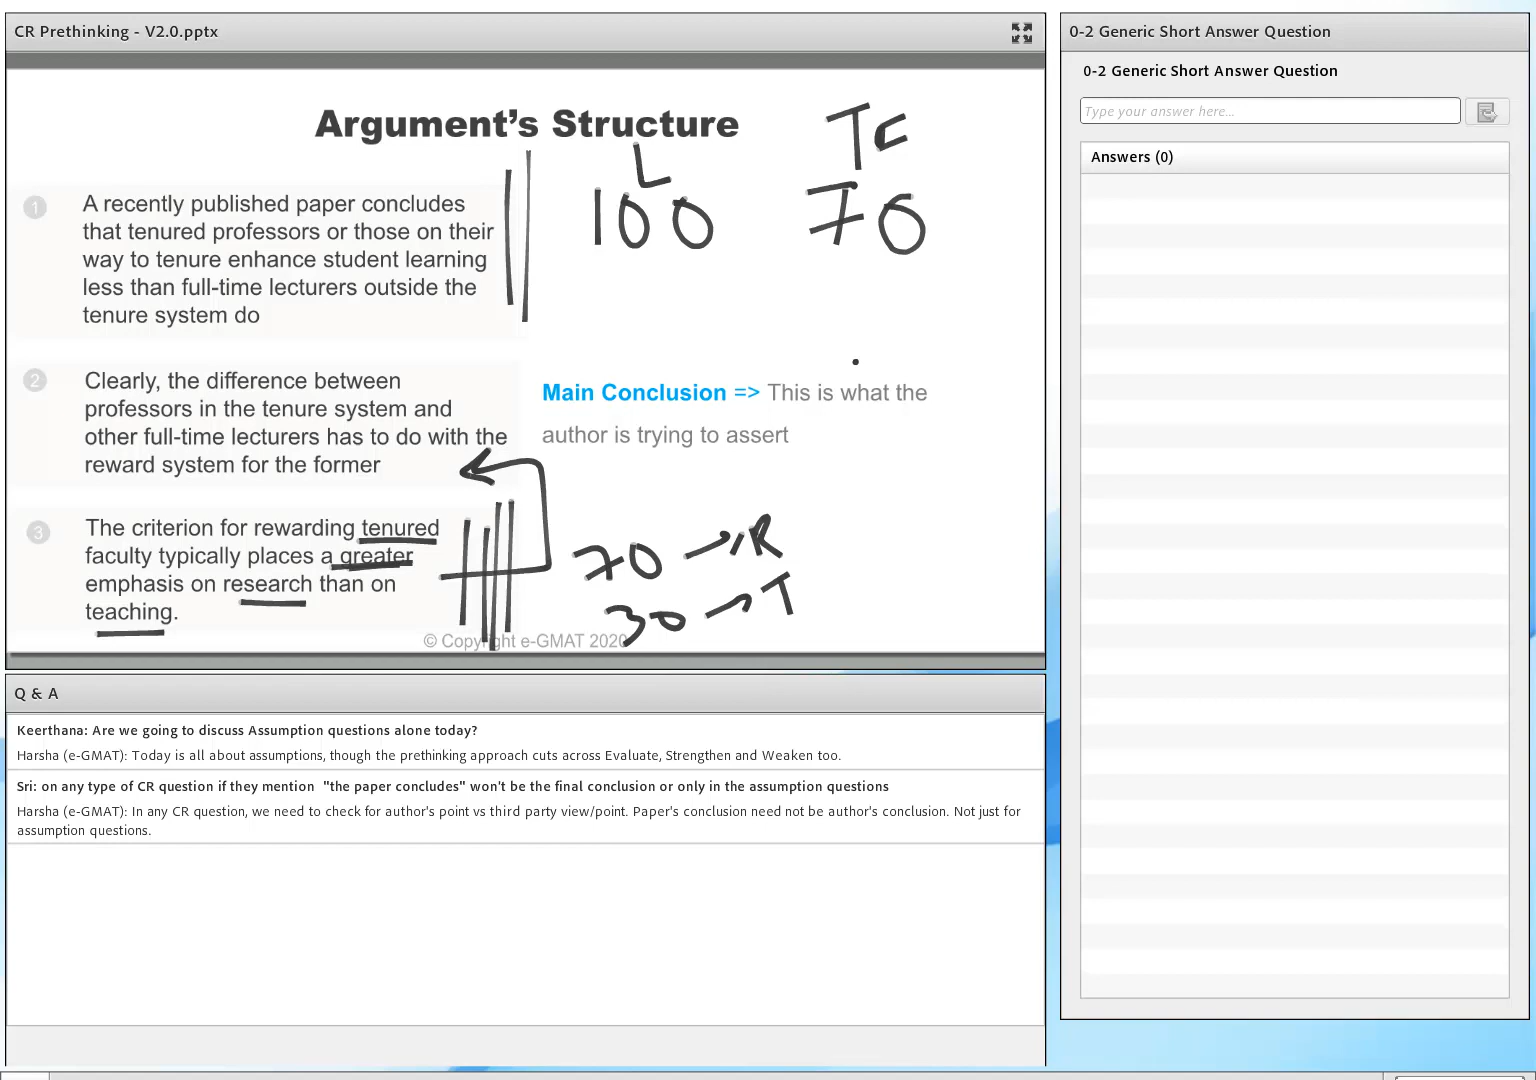 CR Prethinking - V2.0.pptx
0-2 Generic Short Answer Question
0-2 Generic Short Answer Question
Type your answer here...
Answers (0)
Argument's Structure
L
100
TC
70
1
A recently published paper concludes
that tenured professors or those on their
way to tenure enhance student learning
less than full-time lecturers outside the
tenure system do
2
Clearly, the difference between
professors in the tenure system and
other full-time lecturers has to do with the
reward system for the former
Main Conclusion => This is what the
author is trying to assert
3
The criterion for rewarding tenured
faculty typically places a greater
emphasis on research than on
teaching.
70 → R
30 → T
© Copyright e-GMAT 2020
Q & A
Keerthana: Are we going to discuss Assumption questions alone today?
Harsha (e-GMAT): Today is all about assumptions, though the prethinking approach cuts across Evaluate, Strengthen and Weaken too.
Sri: on any type of CR question if they mention "the paper concludes" won't be the final conclusion or only in the assumption questions
Harsha (e-GMAT): In any CR question, we need to check for author's point vs third party view/point. Paper's conclusion need not be author's conclusion. Not just for
assumption questions.